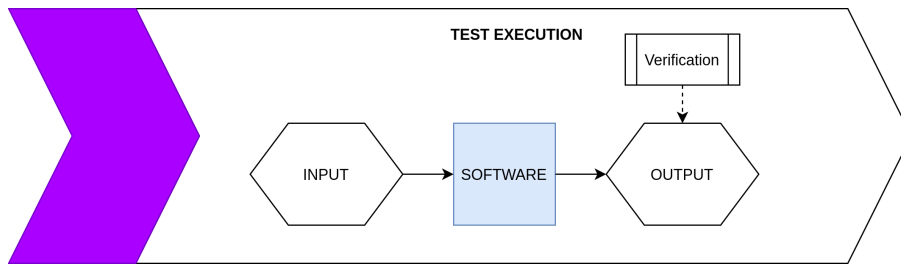 TEST EXECUTION
Verification
INPUT
SOFTWARE
OUTPUT